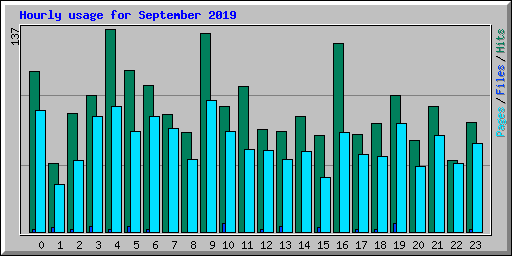 Hourly usage for September 2019
137
Pages / Files / Hits
0 1 2 3 4 5 6 7 8 9 10 11 12 13 14 15 16 17 18 19 20 21 22 23